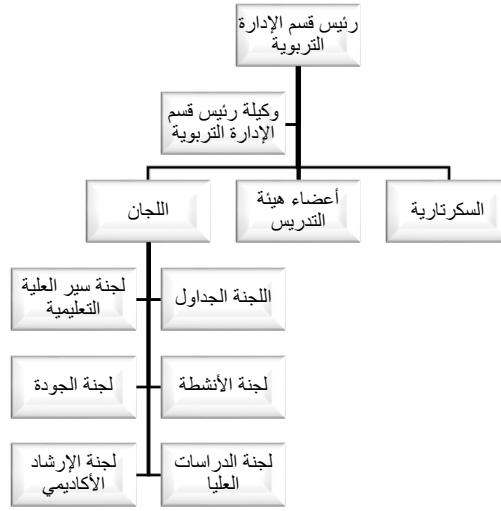 رئيس قسم الإدارة
التربوية
وكيلة رئيس قسم
الإدارة التربوية
السكرتارية
أعضاء هيئة
التدريس
اللجان
اللجنة الجداول
لجنة سير العلية
التعليمية
لجنة الأنشطة
لجنة الجودة
لجنة الدراسات
العليا
لجنة الإرشاد
الأكاديمي